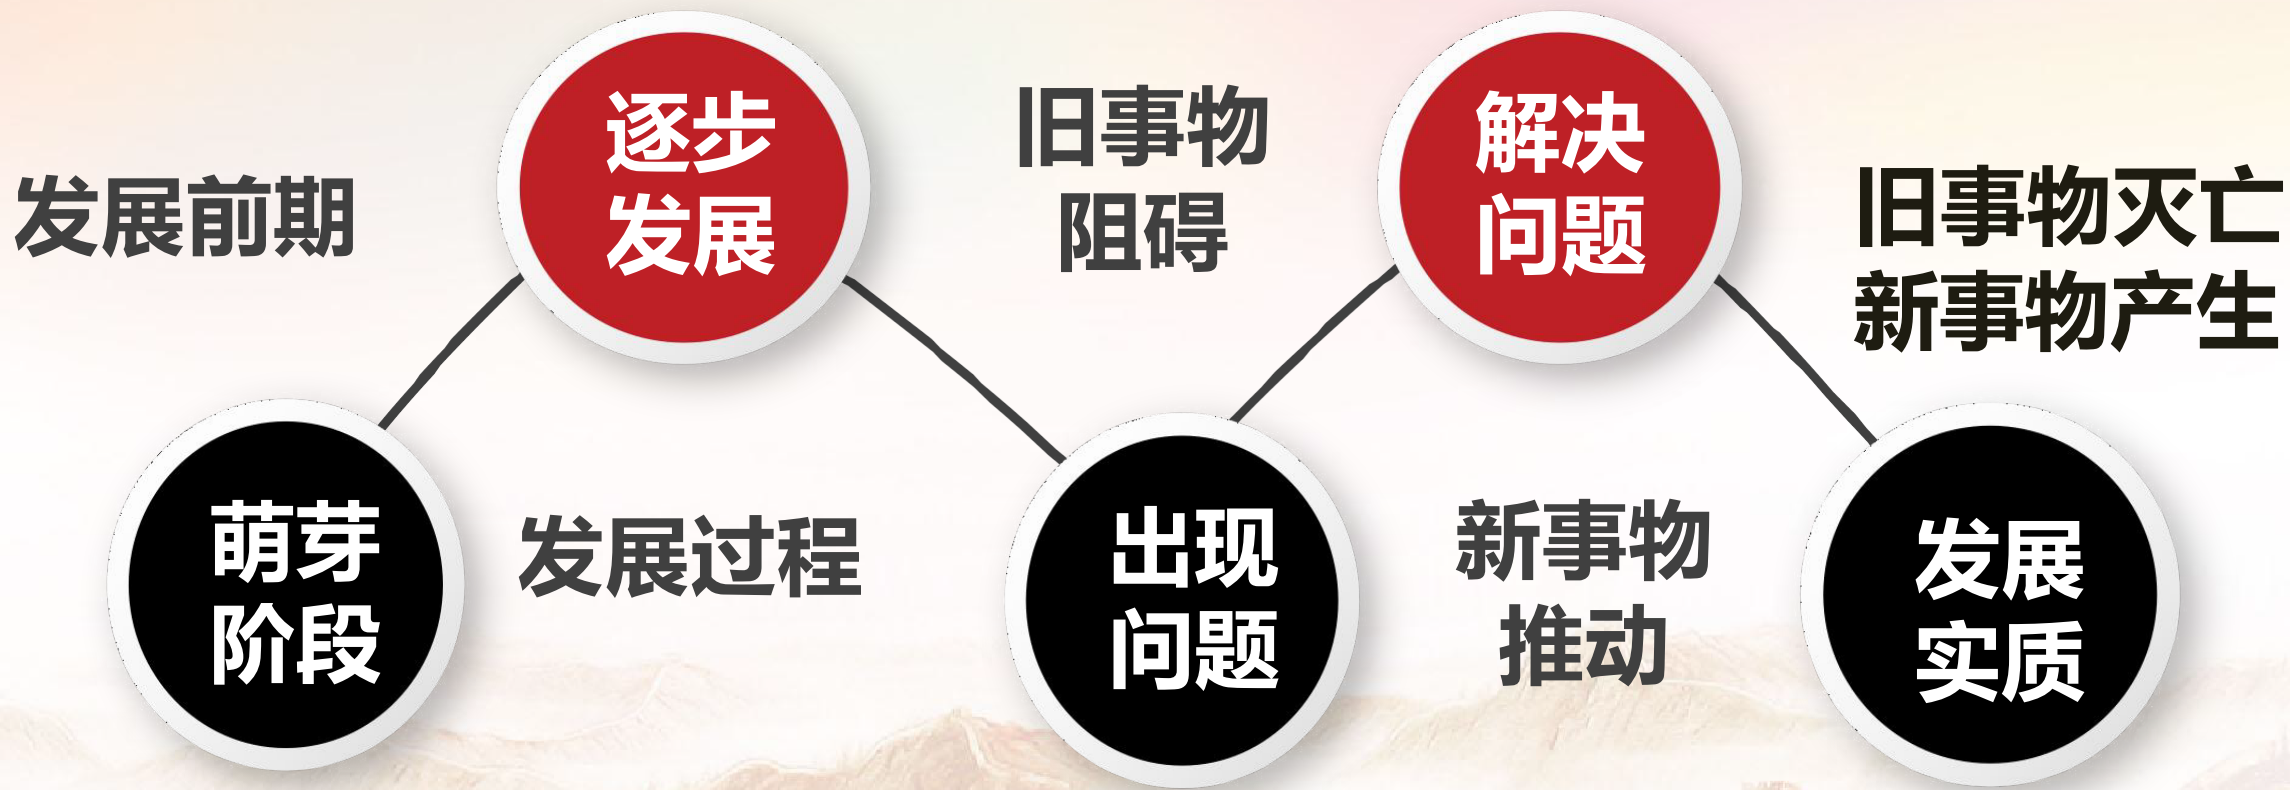 发展前期
萌芽
阶段
逐步
发展
发展过程
旧事物
阻碍
出现
问题
解决
问题
新事物
推动
旧事物灭亡
新事物产生
发展
实质